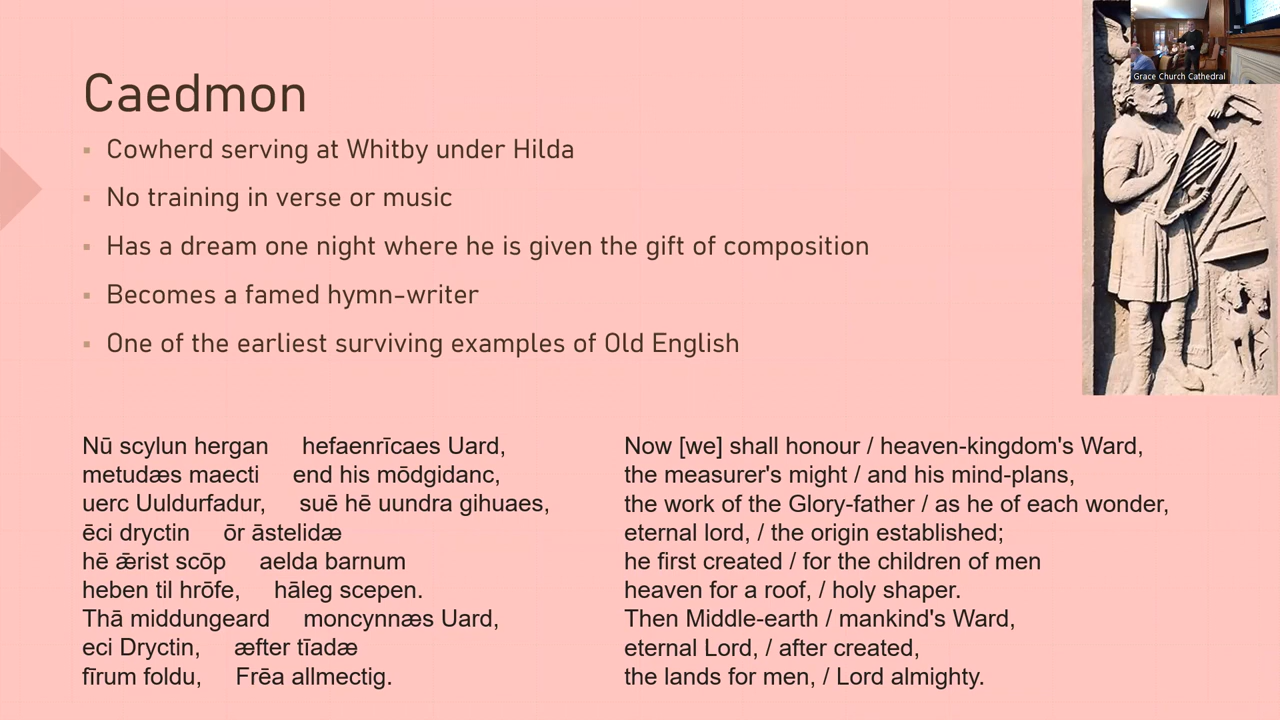 Grace Church Cathedral
Caedmon
Cowherd serving at Whitby under Hilda
No training in verse or music
Has a dream one night where he is given the gift of composition
Becomes a famed hymn-writer
One of the earliest surviving examples of Old English
Nū scylun hergan hefaenrīcaes Uard,
metudæs maecti end his mōdgidanc,
uerc Uuldurfadur, suē hē uundra gihuaes,
ēci dryctin ōr āstelidæ
hē ǣrist scōp aelda barnum
heben til hrōfe, hāleg scepen.
Thā middungeard moncynnæs Uard,
eci Dryctin, æfter tīadæ
fīrum foldu, Frēa allmectig.
Now [we] shall honour / heaven-kingdom's Ward,
the measurer's might / and his mind-plans,
the work of the Glory-father / as he of each wonder,
eternal lord, / the origin established;
he first created / for the children of men
heaven for a roof, / holy shaper.
Then Middle-earth / mankind's Ward,
eternal Lord, / after created,
the lands for men, / Lord almighty.